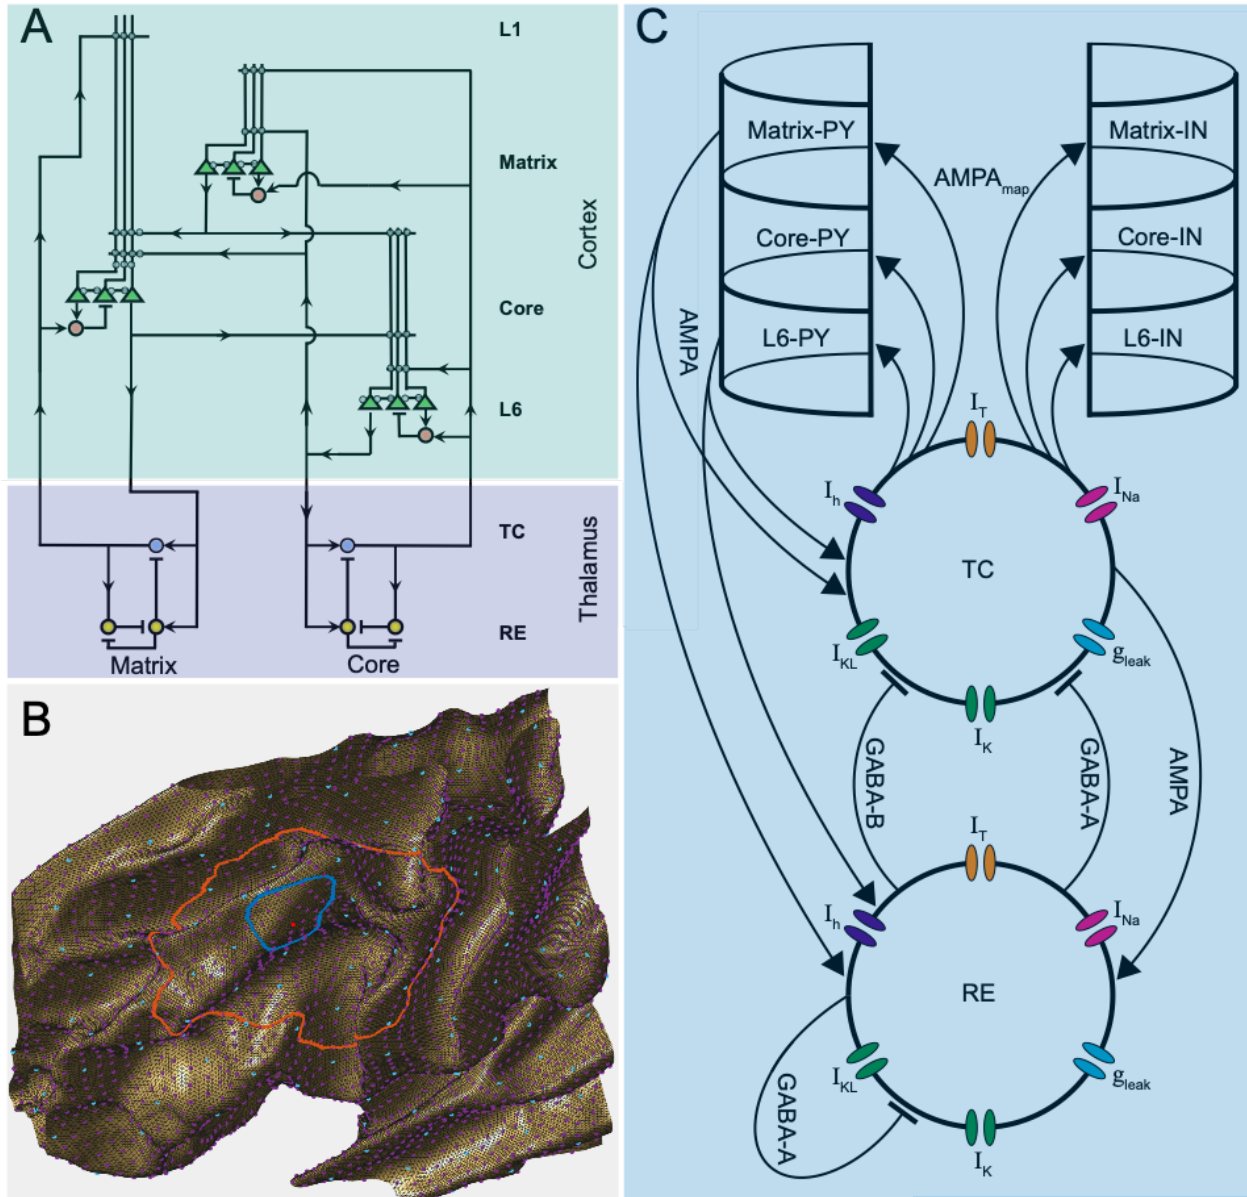 A
L1
Matrix
Cortex
Core
L6
TC
Thalamus
RE
Matrix
Core
B
C
Matrix-PY
Matrix-IN
AMPAmap
Core-PY
Core-IN
AMPA
L6-PY
L6-IN
IT
Ih
INa
TC
IKL
gleak
IK
GABA-B
GABA-A
AMPA
IT
Ih
INa
RE
IKL
gleak
GABA-A
IK